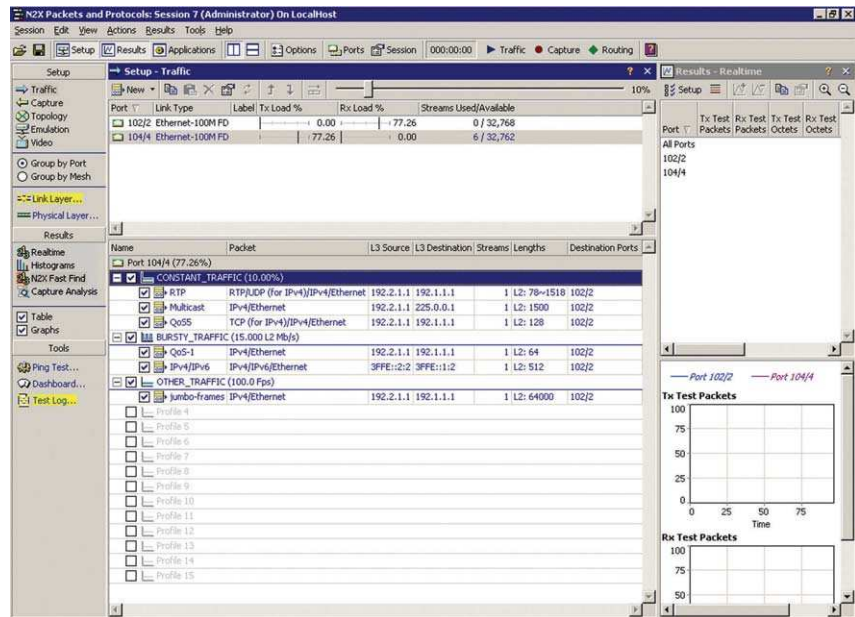 N2X Packets and Protocols: Session 7 (Administrator) On LocalHost
Session Edit View Actions Results Tools Help
Setup Results Applications Options Ports Session 000:00:00 Traffic Capture Routing
Setup
Traffic
Capture
Topology
Emulation
Video
Group by Port
Group by Mesh
Link Layer...
Physical Layer...
Results
Realtime
Histograms
N2X Fast Find
Capture Analysis
Table
Graphs
Tools
Ping Test...
Dashboard...
Test Log...
Setup - Traffic
New 10%
Port Link Type Label Tx Load % Rx Load % Streams Used/Available
102/2 Ethernet-100M FD 0.00 77.26 0 / 32,768
104/4 Ethernet-100M FD 77.26 0.00 6 / 32,762
Name Packet L3 Source L3 Destination Streams Lengths Destination Ports
Port 104/4 (77.26%)
CONSTANT_TRAFFIC (10.00%)
RTP RTP/UDP (for IPv4)/IPv4/Ethernet 192.2.1.1 192.1.1.1 1 L2: 78~1518 102/2
Multicast IPv4/Ethernet 192.2.1.1 225.0.0.1 1 L2: 1500 102/2
QoS5 TCP (for IPv4)/IPv4/Ethernet 192.2.1.1 192.1.1.1 1 L2: 128 102/2
BURSTY_TRAFFIC (15.000 L2 Mb/s)
QoS-1 IPv4/Ethernet 192.2.1.1 192.1.1.1 1 L2: 64 102/2
IPv4/IPv6 IPv4/IPv6/Ethernet 3FFE::2:2 3FFE::1:2 1 L2: 512 102/2
OTHER_TRAFFIC (100.0 Fps)
jumbo-frames IPv4/Ethernet 192.2.1.1 192.1.1.1 1 L2: 64000 102/2
Profile 4
Profile 5
Profile 6
Profile 7
Profile 8
Profile 9
Profile 10
Profile 11
Profile 12
Profile 13
Profile 14
Profile 15
Results - Realtime
Setup
Port Tx Test Packets Rx Test Packets Tx Test Octets Rx Test Octets
All Ports
102/2
104/4
Port 102/2 Port 104/4
Tx Test Packets
100
75
50
25
0
0 25 50 75
Time
Rx Test Packets
100
75
50